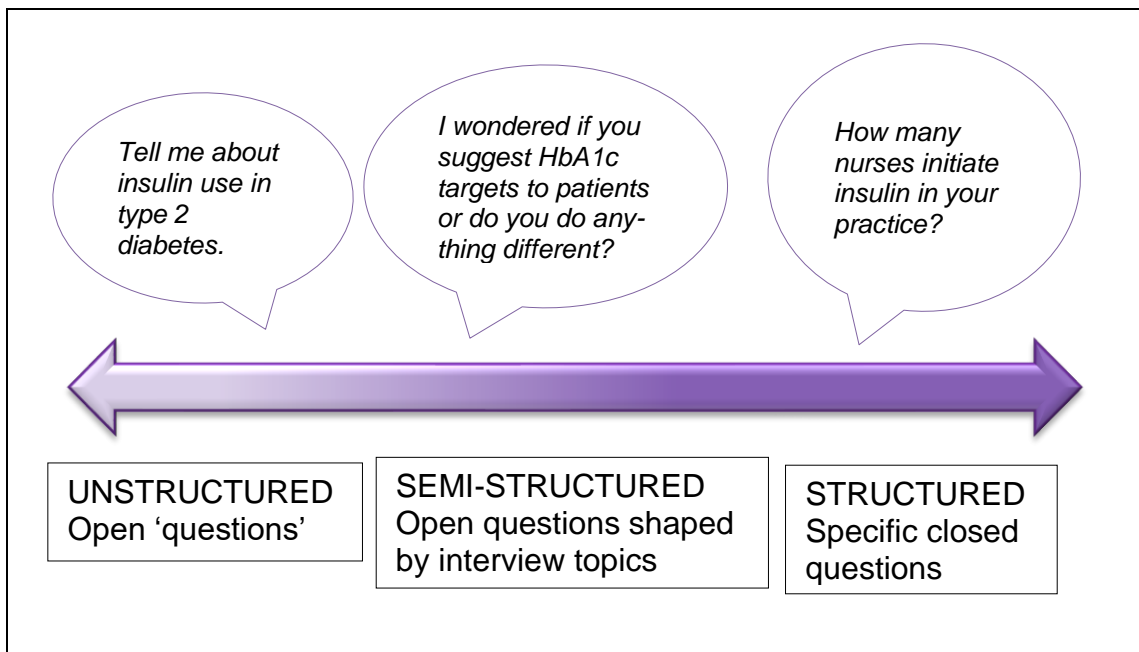 Tell me about
insulin use in
type 2
diabetes.
I wondered if you
suggest HbA1c
targets to patients
or do you do any-
thing different?
How many
nurses initiate
insulin in your
practice?
UNSTRUCTURED
Open ‘questions’
SEMI-STRUCTURED
Open questions shaped
by interview topics
STRUCTURED
Specific closed
questions